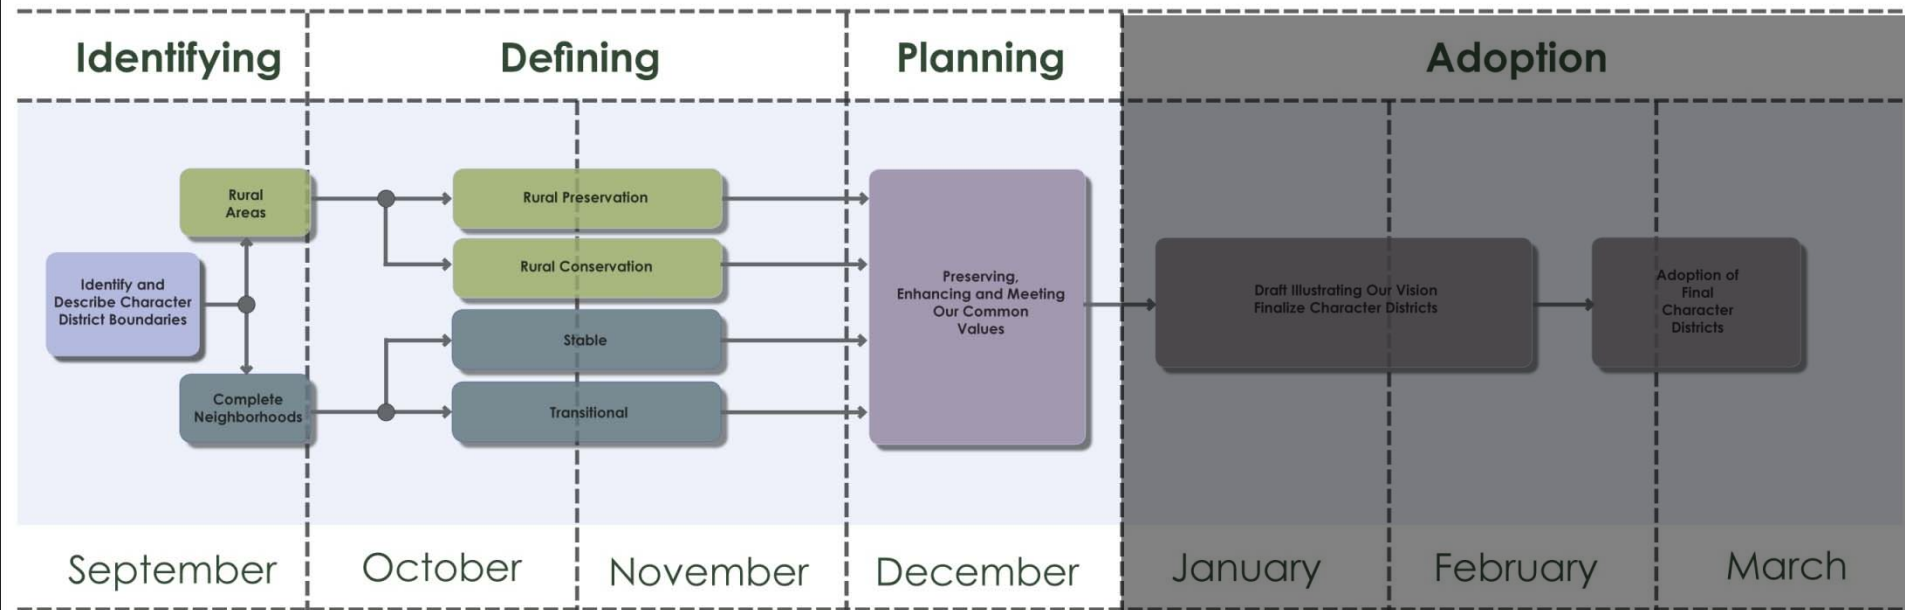 Identifying
Defining
Planning
Adoption
Rural
Areas
Identify and
Describe Character
District Boundaries
Complete
Neighborhoods
Rural Preservation
Rural Conservation
Stable
Transitional
Preserving,
Enhancing and Meeting
Our Common
Values
Draft Illustrating Our Vision
Finalize Character Districts
Adoption of
Final
Character
Districts
September
October
November
December
January
February
March